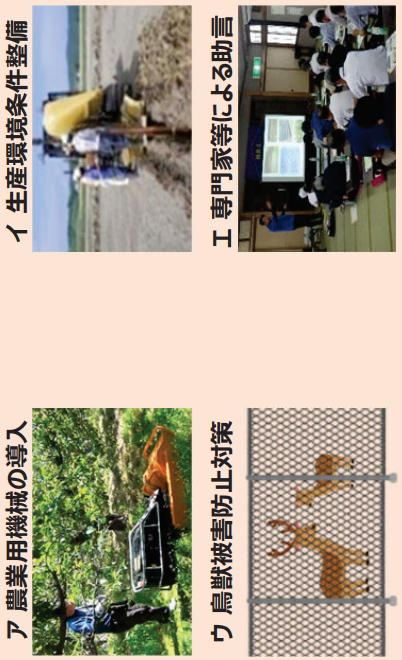 ア 農業用機械の導入
イ 生産環境条件整備
ウ 鳥獣被害防止対策
エ 専門家等による助言